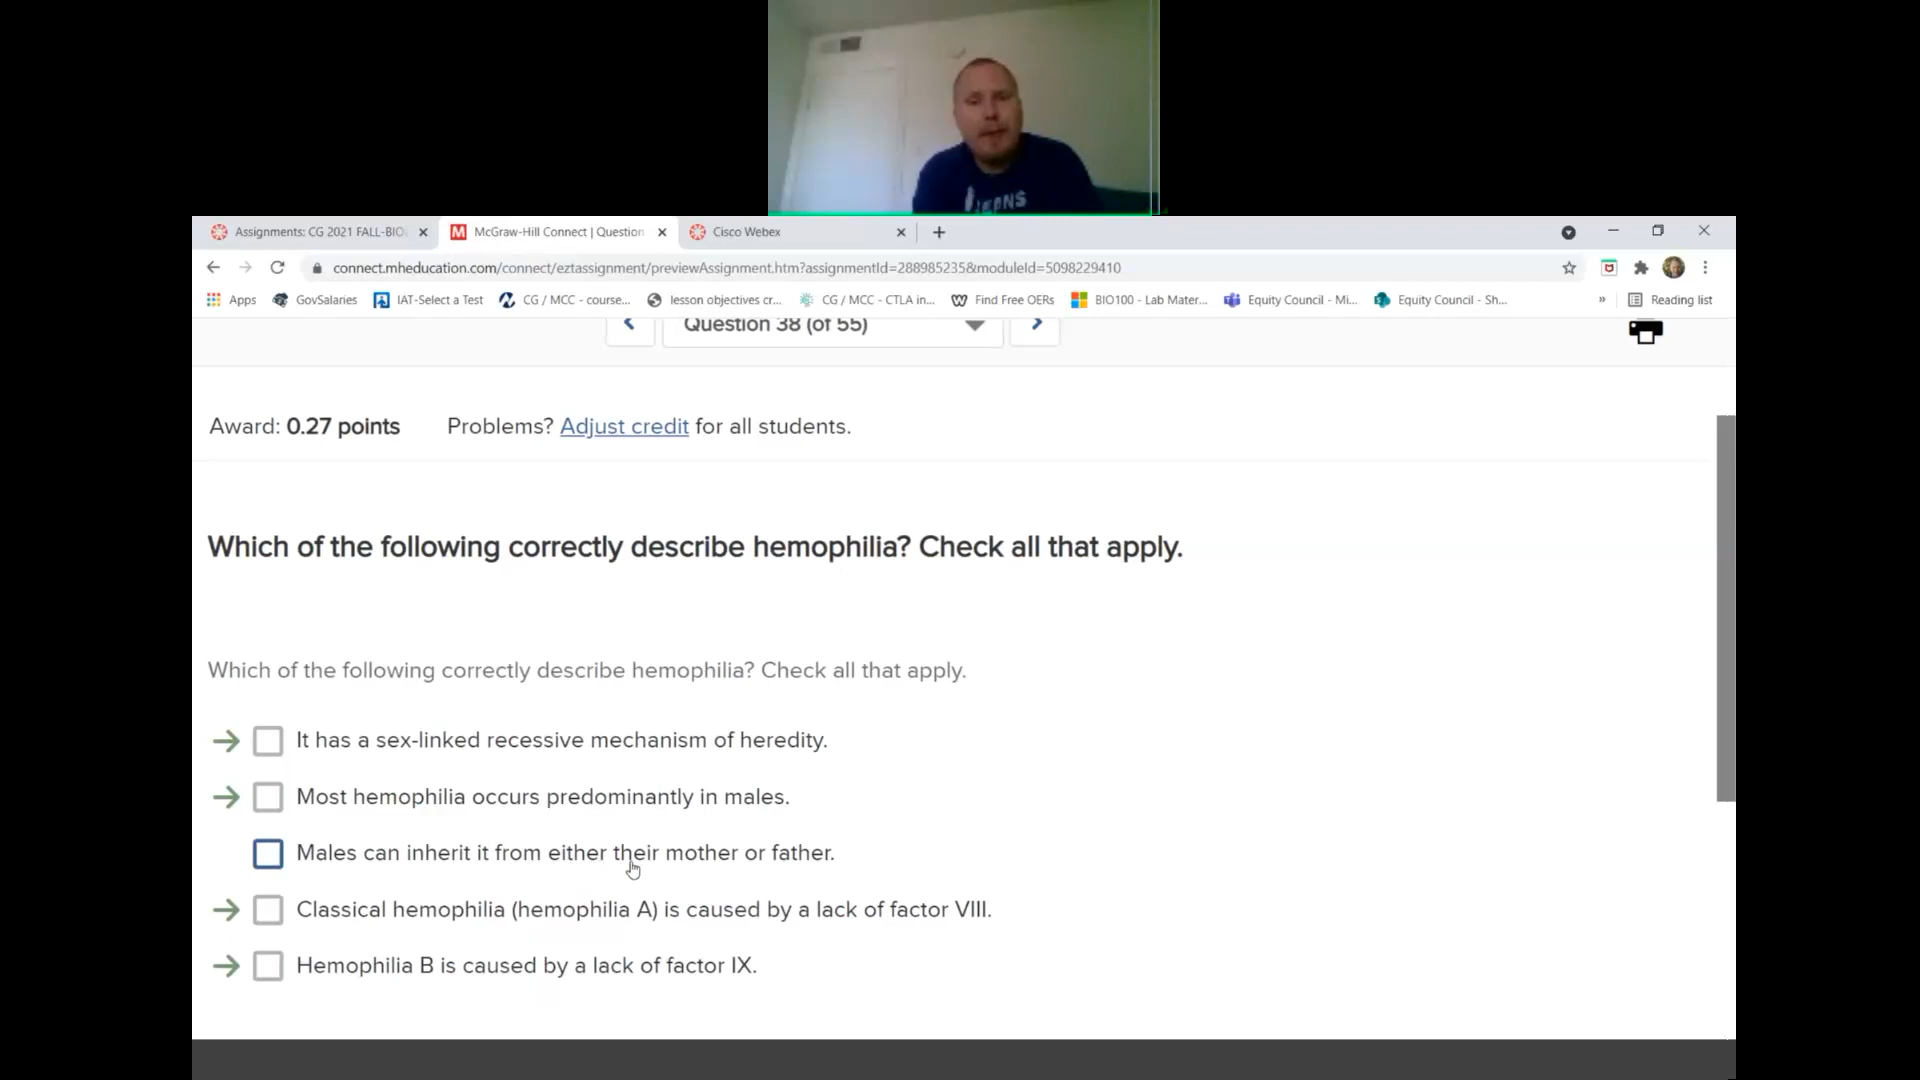 Assignments: CG 2021 FALL-BIO
McGraw-Hill Connect | Question
Cisco Webex
connect.mheducation.com/connect/eztassignment/previewAssignment.htm?assignmentId=288985235&moduleId=5098229410
Apps GovSalaries IAT-Select a Test CG / MCC - course... lesson objectives cr... CG / MCC - CTLA in... Find Free OERs BIO100 - Lab Mater... Equity Council - Mi... Equity Council - Sh... » Reading list
Question 38 (of 55)
Award: 0.27 points Problems? Adjust credit for all students.
Which of the following correctly describe hemophilia? Check all that apply.
Which of the following correctly describe hemophilia? Check all that apply.
It has a sex-linked recessive mechanism of heredity.
Most hemophilia occurs predominantly in males.
Males can inherit it from either their mother or father.
Classical hemophilia (hemophilia A) is caused by a lack of factor VIII.
Hemophilia B is caused by a lack of factor IX.